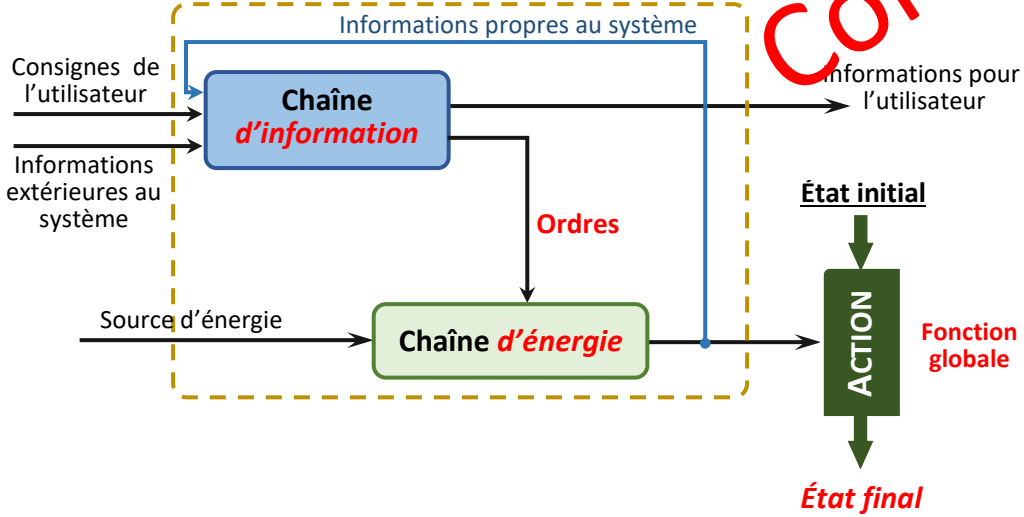 Informations propres au système
Cor
Consignes de
l’utilisateur
Chaîne
d’information
Informations pour
l’utilisateur
Informations
extérieures au
système
État initial
Ordres
Source d’énergie
Chaîne d’énergie
ACTION
Fonction
globale
État final